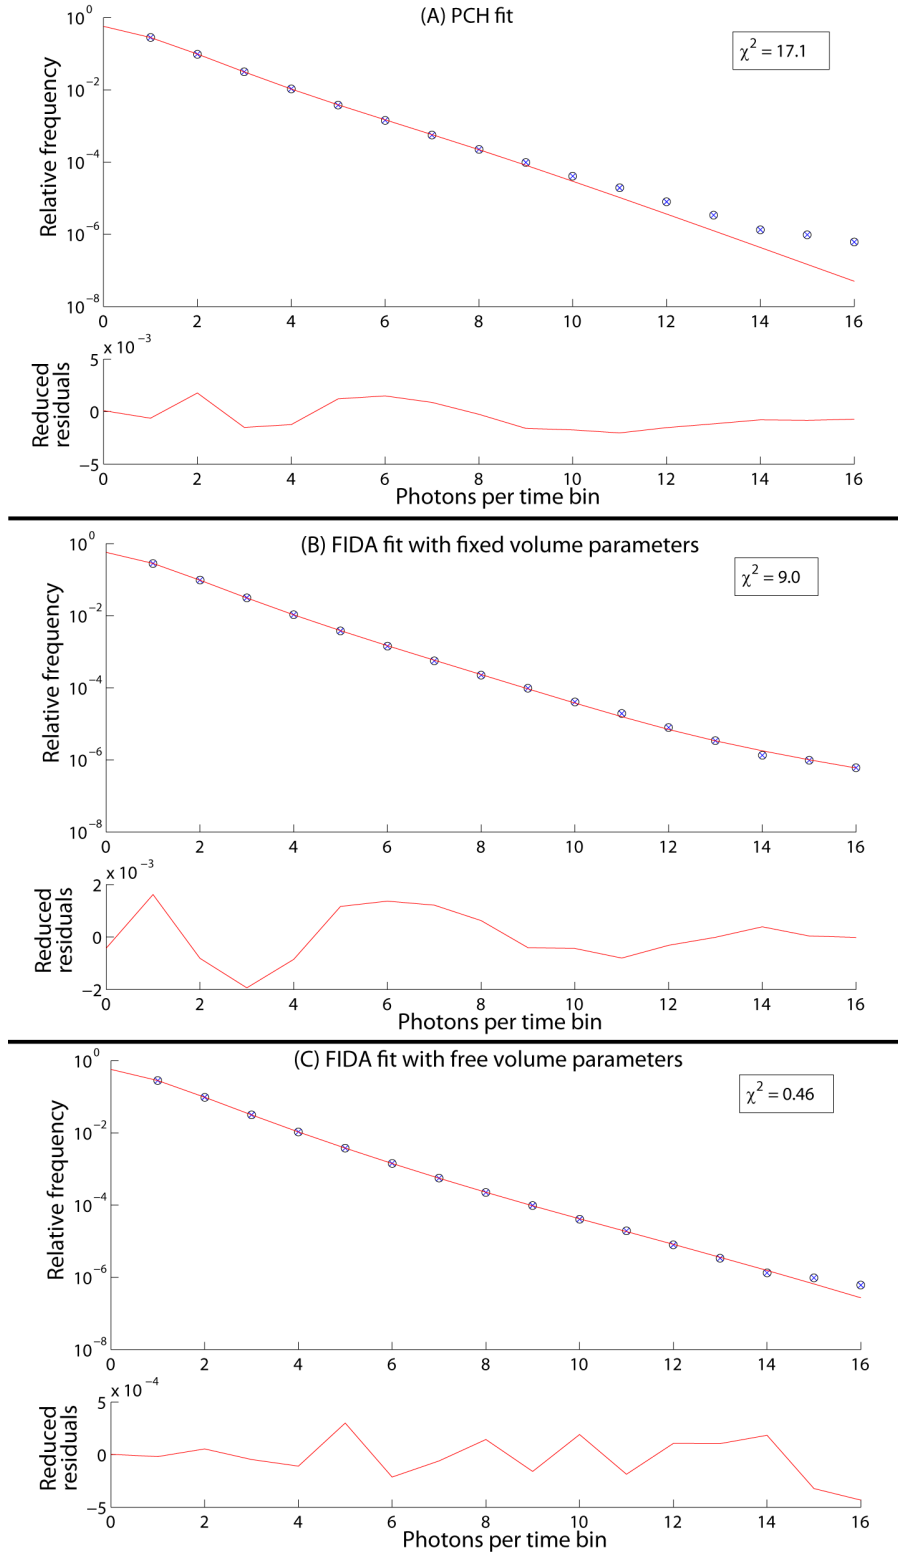 (A) PCH fit
χ² = 17.1
Relative frequency
10⁰
10⁻²
10⁻⁴
10⁻⁶
10⁻⁸
0 2 4 6 8 10 12 14 16
x 10⁻³
Reduced
residuals
5
0
−5
0 2 4 6 8 10 12 14 16
Photons per time bin
(B) FIDA fit with fixed volume parameters
χ² = 9.0
Relative frequency
10⁰
10⁻²
10⁻⁴
10⁻⁶
10⁻⁸
0 2 4 6 8 10 12 14 16
x 10⁻³
Reduced
residuals
2
0
−2
0 2 4 6 8 10 12 14 16
Photons per time bin
(C) FIDA fit with free volume parameters
χ² = 0.46
Relative frequency
10⁰
10⁻²
10⁻⁴
10⁻⁶
10⁻⁸
0 2 4 6 8 10 12 14 16
x 10⁻⁴
Reduced
residuals
5
0
−5
0 2 4 6 8 10 12 14 16
Photons per time bin